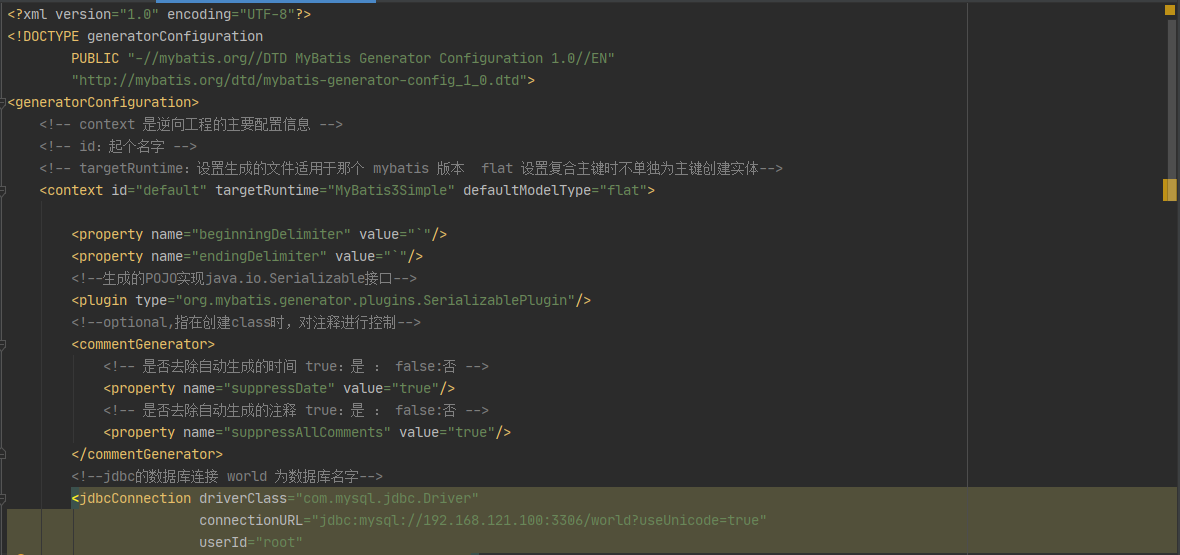 <?xml version="1.0" encoding="UTF-8"?>
<!DOCTYPE generatorConfiguration
PUBLIC "-//mybatis.org//DTD MyBatis Generator Configuration 1.0//EN"
"http://mybatis.org/dtd/mybatis-generator-config_1_0.dtd">
<generatorConfiguration>
<!-- context 是逆向工程的主要配置信息 -->
<!-- id：起个名字 -->
<!-- targetRuntime：设置生成的文件适用于那个 mybatis 版本  flat 设置复合主键时不单独为主键创建实体-->
<context id="default" targetRuntime="MyBatis3Simple" defaultModelType="flat">
<property name="beginningDelimiter" value="`"/>
<property name="endingDelimiter" value="`"/>
<!--生成的POJO实现java.io.Serializable接口-->
<plugin type="org.mybatis.generator.plugins.SerializablePlugin"/>
<!--optional,指在创建class时，对注释进行控制-->
<commentGenerator>
<!-- 是否去除自动生成的时间 true：是 ： false:否 -->
<property name="suppressDate" value="true"/>
<!-- 是否去除自动生成的注释 true：是 ： false:否 -->
<property name="suppressAllComments" value="true"/>
</commentGenerator>
<!--jdbc的数据库连接 world 为数据库名字-->
<jdbcConnection driverClass="com.mysql.jdbc.Driver"
connectionURL="jdbc:mysql://192.168.121.100:3306/world?useUnicode=true"
userId="root"